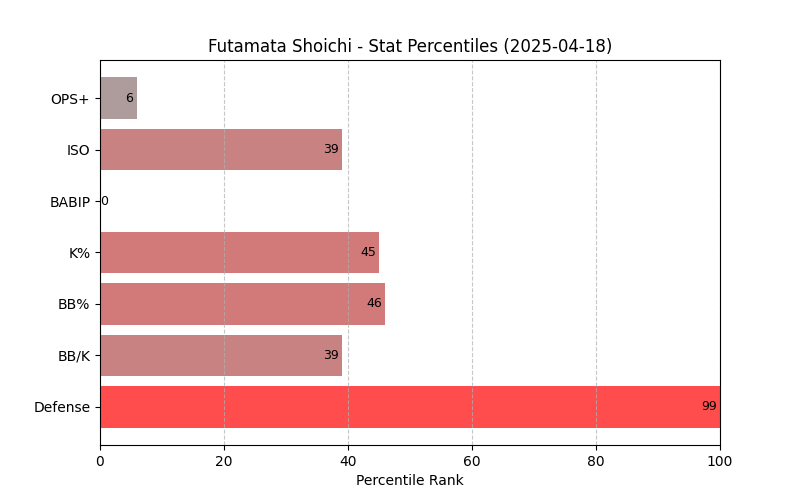 Futamata Shoichi - Stat Percentiles (2025-04-18)
OPS+ 6
ISO 39
BABIP 0
K% 45
BB% 46
BB/K 39
Defense 99
0 20 40 60 80 100
Percentile Rank